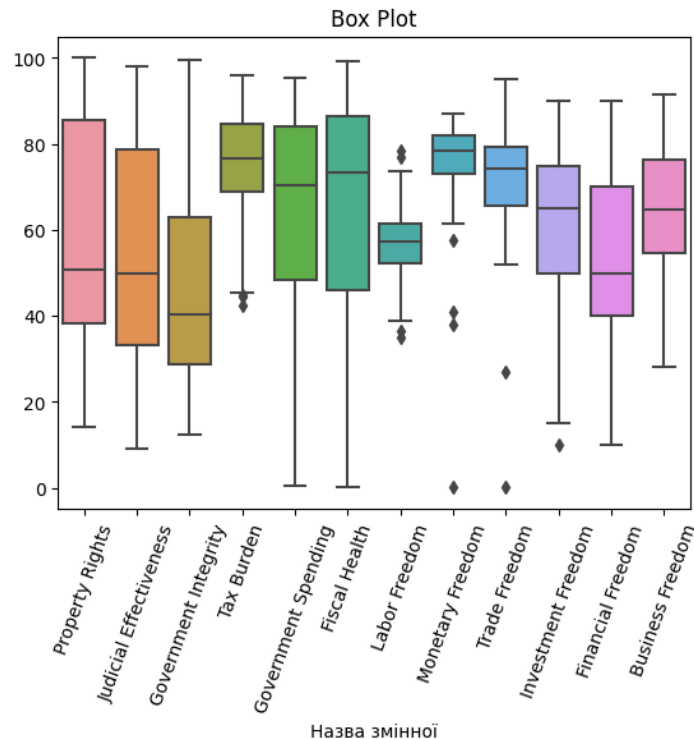 Box Plot
100
80
60
40
20
0
Property Rights
Judicial Effectiveness
Government Integrity
Tax Burden
Government Spending
Fiscal Health
Labor Freedom
Monetary Freedom
Trade Freedom
Investment Freedom
Financial Freedom
Business Freedom
Назва змінної